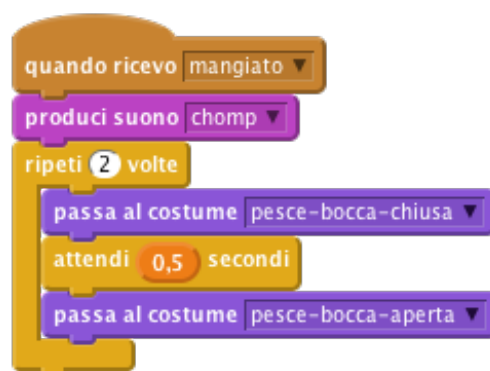 quando ricevo mangiato
produci suono chomp
ripeti 2 volte
passa al costume pesce-bocca-chiusa
attendi 0,5 secondi
passa al costume pesce-bocca-aperta